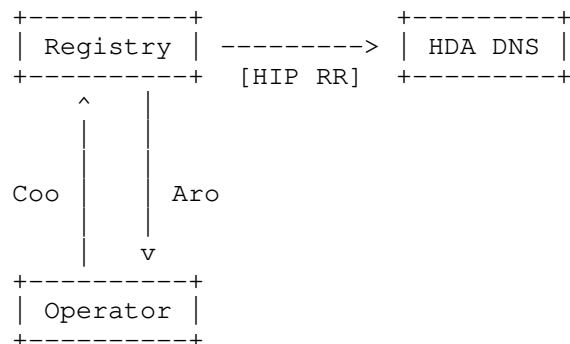 Registry
HDA DNS
[HIP RR]
Coo
Aro
Operator